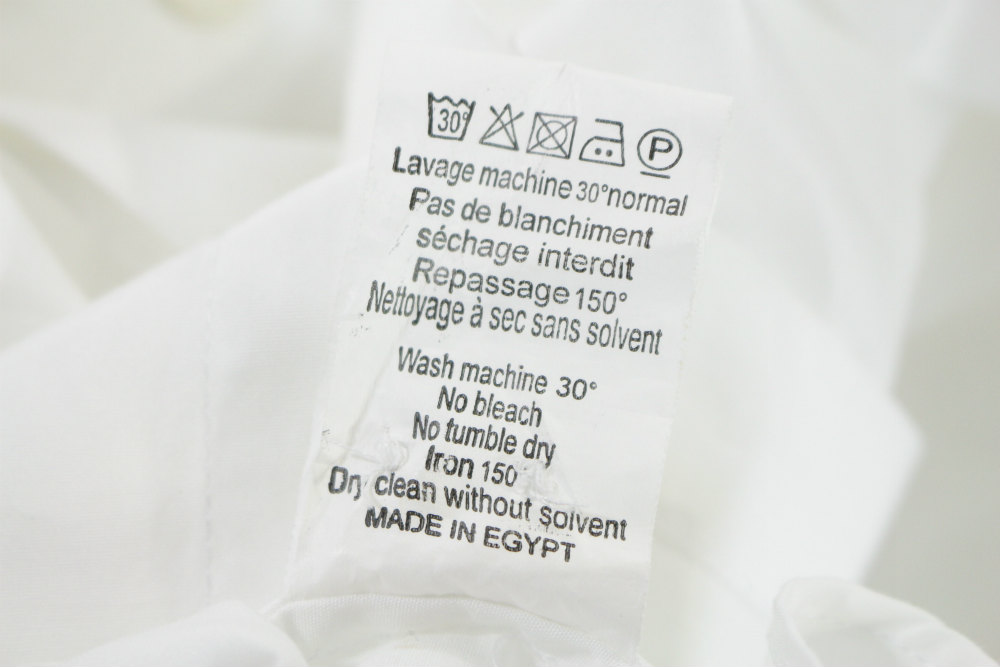 30°
P
Lavage machine 30°normal
Pas de blanchiment
séchage interdit
Repassage 150°
Nettoyage à sec sans solvent
Wash machine 30°
No bleach
No tumble dry
Iron 150
Dry clean without solvent
MADE IN EGYPT